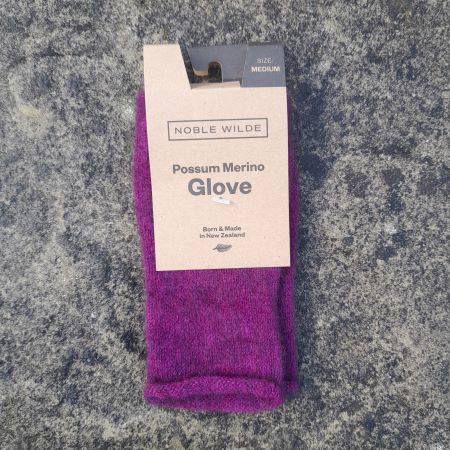 SIZE:
MEDIUM
NOBLE WILDE
Possum Merino
Glove
Born & Made
in New Zealand